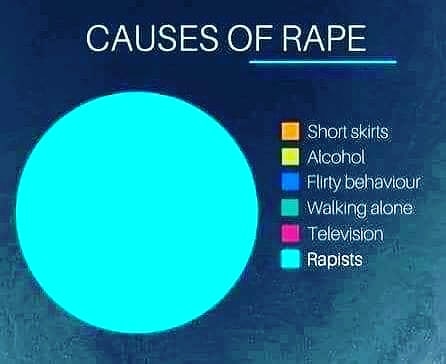 CAUSES OF RAPE
Short skirts
Alcohol
Flirty behaviour
Walking alone
Television
Rapists